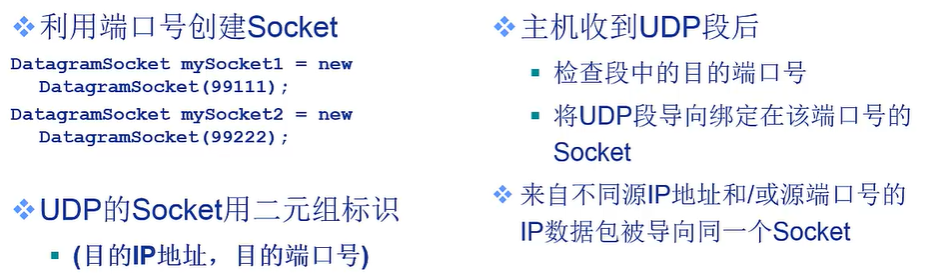 利用端口号创建Socket
DatagramSocket mySocket1 = new
DatagramSocket(99111);
DatagramSocket mySocket2 = new
DatagramSocket(99222);
UDP的Socket用二元组标识
(目的IP地址，目的端口号)
主机收到UDP段后
检查段中的目的端口号
将UDP段导向绑定在该端口号的
Socket
来自不同源IP地址和/或源端口号的
IP数据包被导向同一个Socket